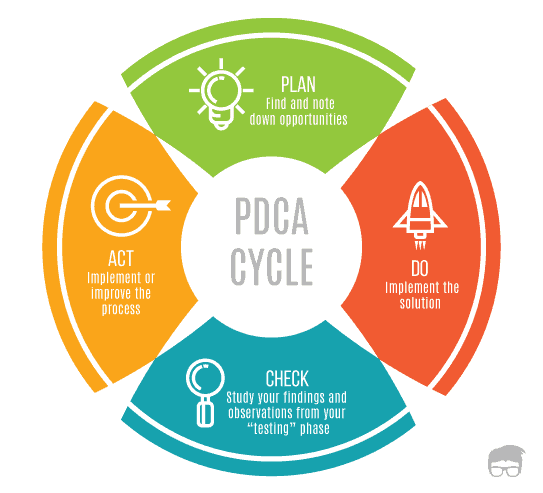 PLAN
Find and note
down opportunities
PDCA
CYCLE
ACT
Implement or
improve the
process
DO
Implement the
solution
CHECK
Study your findings and
observations from your
“testing” phase